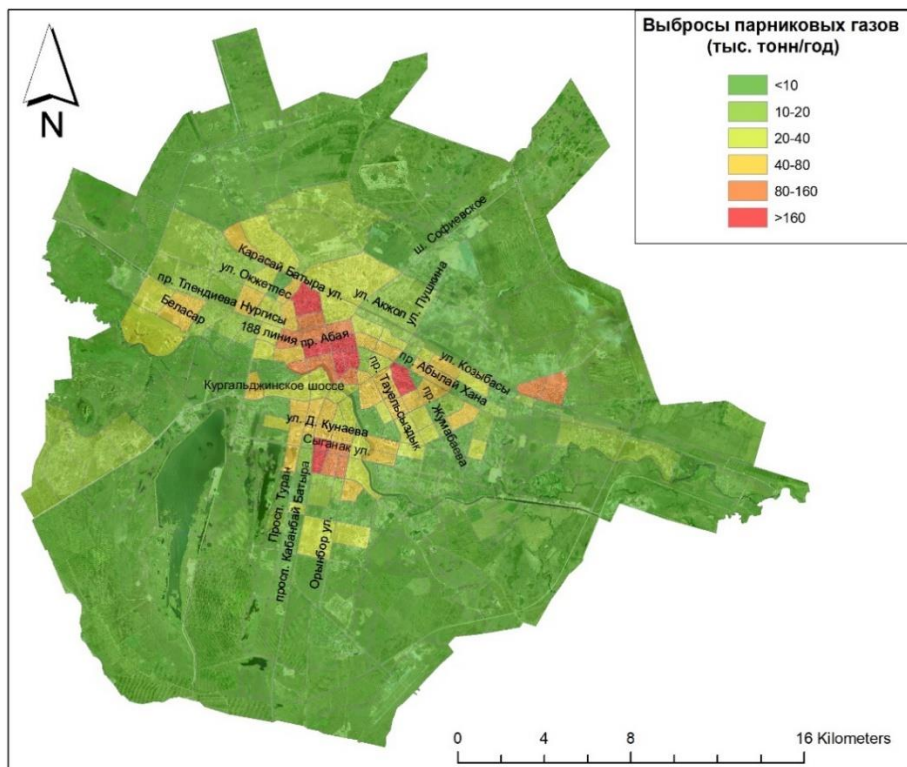 Выбросы парниковых газов
(тыс. тонн/год)
<10
10-20
20-40
40-80
80-160
>160
N
ш. Софиевское
Карасай Батыра ул.
ул. Окжетпес
ул. Акжол
ул. Пушкина
пр. Тлендиева Нургисы
Беласар
188 линия
пр. Абая
ул. Козыбасы
пр. Абылай Хана
Кургальджинское шоссе
пр. Тауельсыздык
пр. Жумабаева
ул. Д. Кунаева
Сыганак ул.
Просп. Туран
просп. Кабанбай Батыра
Орынбор ул.
0 4 8 16 Kilometers